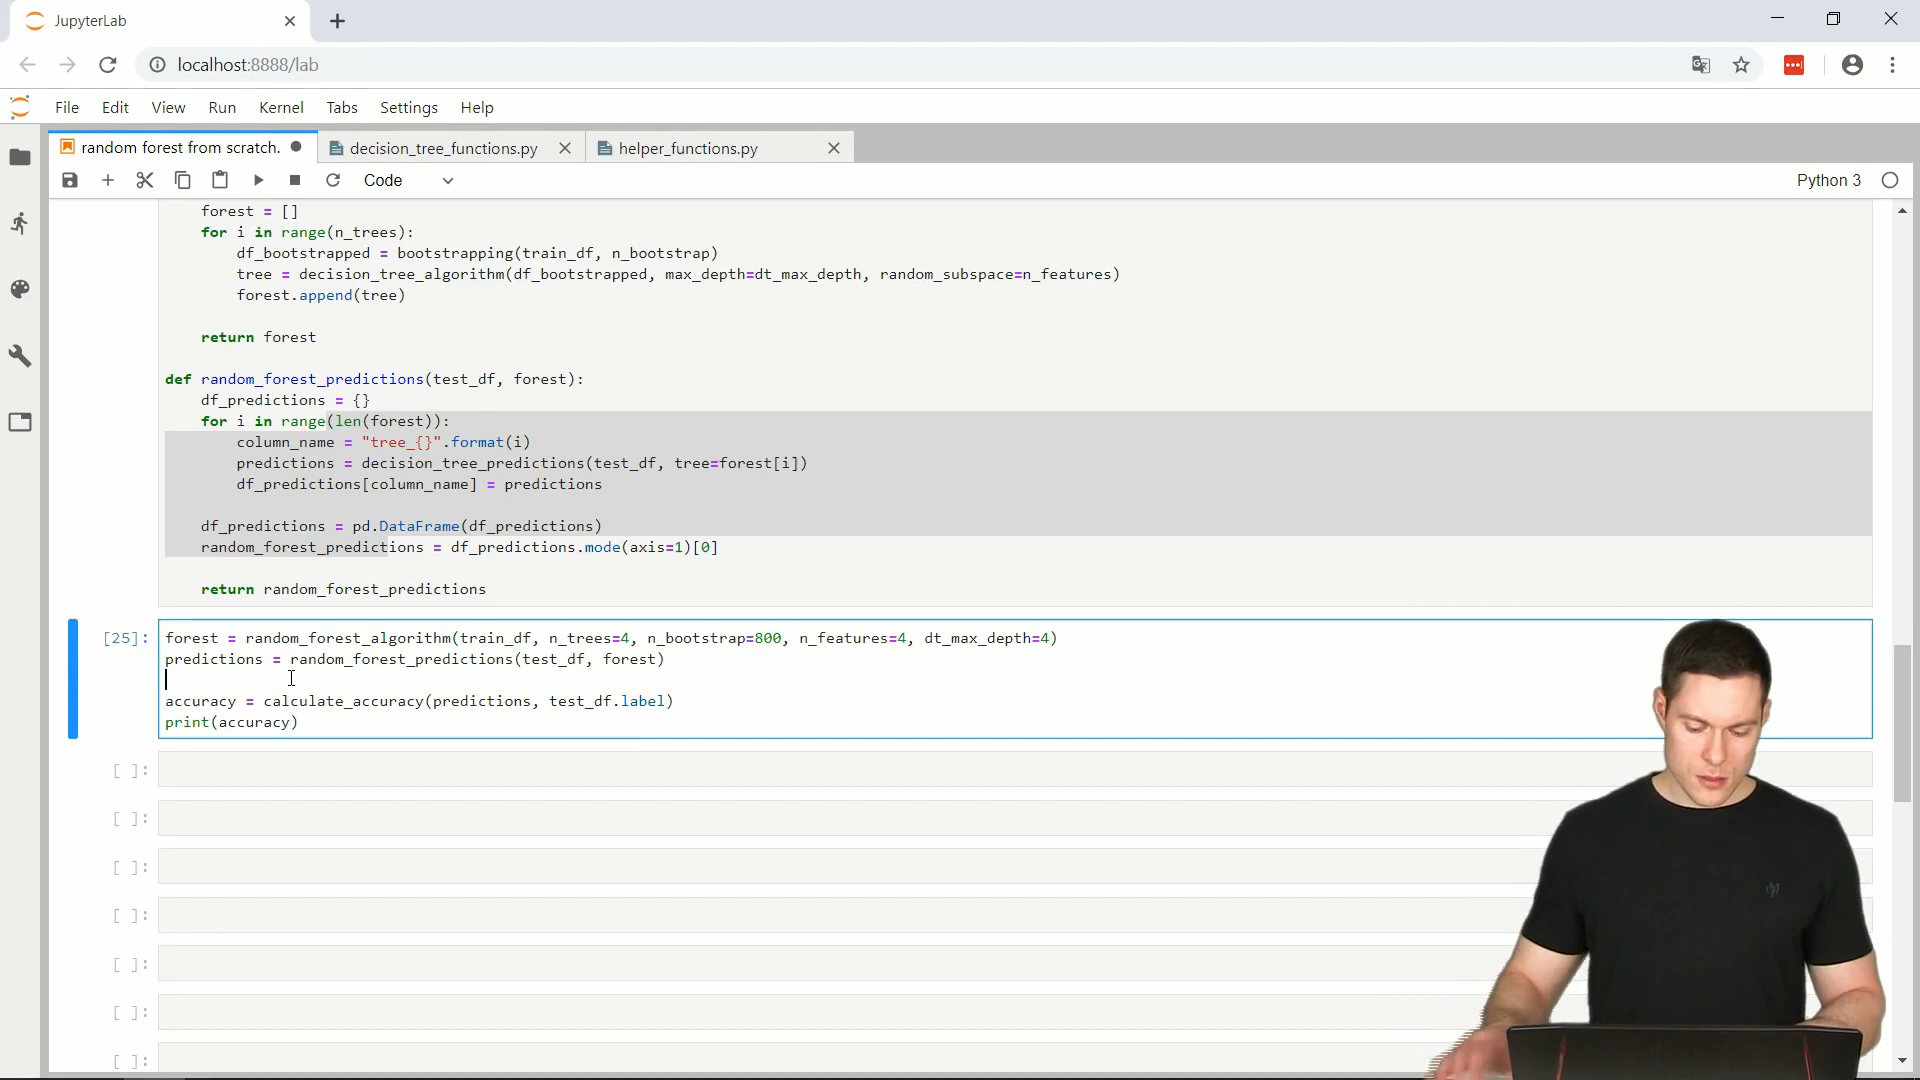 JupyterLab
localhost:8888/lab
File Edit View Run Kernel Tabs Settings Help
random forest from scratch. decision_tree_functions.py helper_functions.py
Code Python 3
forest = []
for i in range(n_trees):
df_bootstrapped = bootstrapping(train_df, n_bootstrap)
tree = decision_tree_algorithm(df_bootstrapped, max_depth=dt_max_depth, random_subspace=n_features)
forest.append(tree)
return forest
def random_forest_predictions(test_df, forest):
df_predictions = {}
for i in range(len(forest)):
column_name = "tree_{}".format(i)
predictions = decision_tree_predictions(test_df, tree=forest[i])
df_predictions[column_name] = predictions
df_predictions = pd.DataFrame(df_predictions)
random_forest_predictions = df_predictions.mode(axis=1)[0]
return random_forest_predictions
[25]: forest = random_forest_algorithm(train_df, n_trees=4, n_bootstrap=800, n_features=4, dt_max_depth=4)
predictions = random_forest_predictions(test_df, forest)
accuracy = calculate_accuracy(predictions, test_df.label)
print(accuracy)
[ ]:
[ ]:
[ ]:
[ ]:
[ ]:
[ ]:
[ ]: